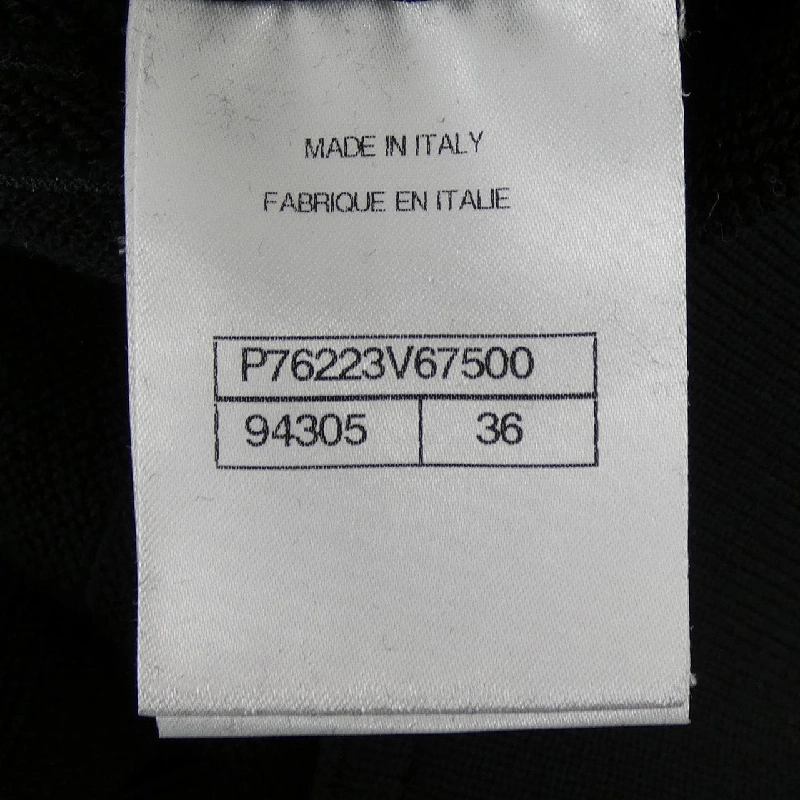 MADE IN ITALY
FABRIQUE EN ITALIE
P76223V67500
94305 36